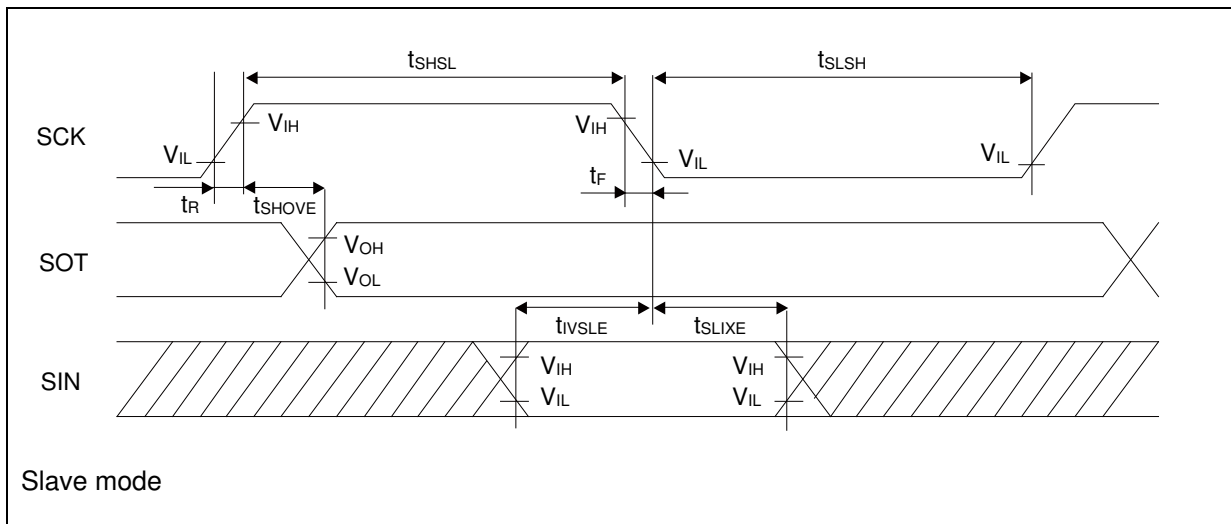 tSHSL
tSLSH
SCK
VIH
VIH
VIL
VIL
VIL
tF
tR
tSHOVE
SOT
VOH
VOL
tIVSLE
tSLIXE
SIN
VIH
VIH
VIL
VIL
Slave mode